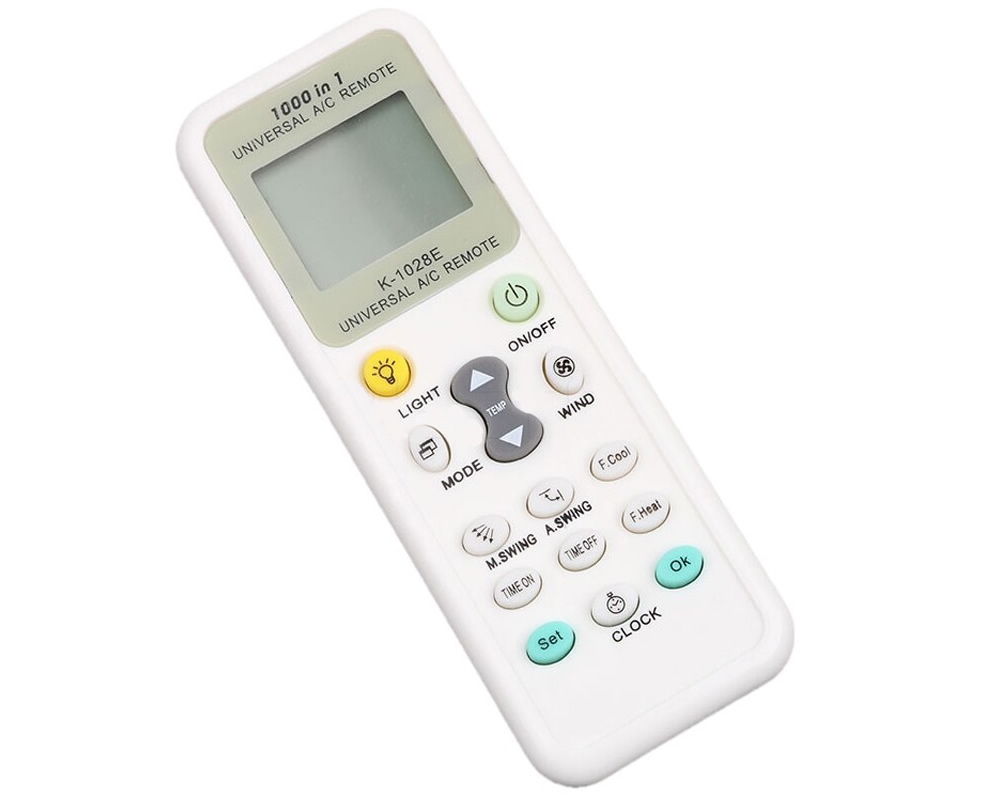 1000 in 1
UNIVERSAL A/C REMOTE
K-1028E
UNIVERSAL A/C REMOTE
ON/OFF
LIGHT
TEMP
WIND
MODE
F.Cool
A.SWING
F.Heat
M.SWING
TIME OFF
TIME ON
Ok
CLOCK
Set